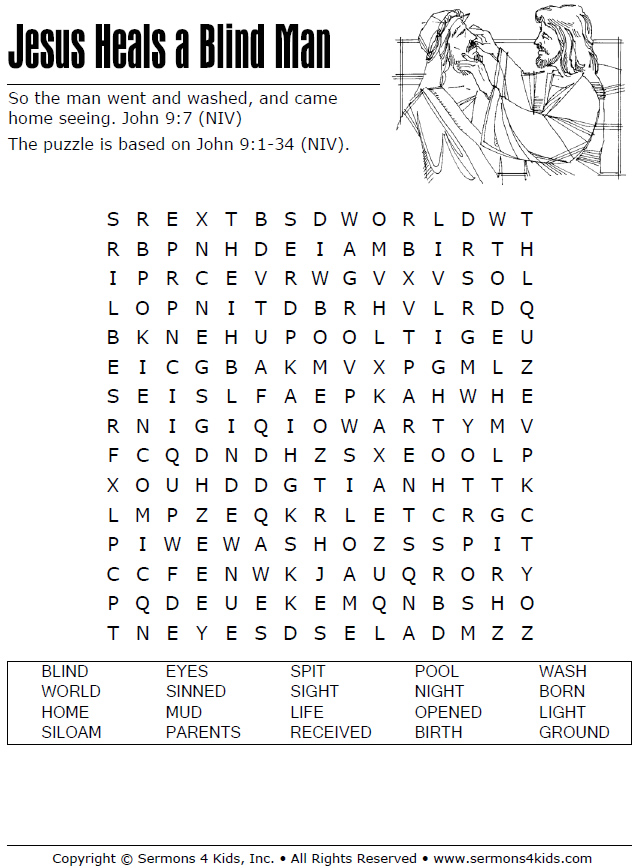 Jesus Heals a Blind Man
So the man went and washed, and came
home seeing. John 9:7 (NIV)
The puzzle is based on John 9:1-34 (NIV).
S R E X T B S D W O R L D W T
R B P N H D E I A M B I R T H
I P R C E V R W G V X V S O L
L O P N I T D B R H V L R D Q
B K N E H U P O O L T I G E U
E I C G B A K M V X P G M L Z
S E I S L F A E P K A H W H E
R N I G I Q I O W A R T Y M V
F C Q D N D H Z S X E O O L P
X O U H D D G T I A N H T T K
L M P Z E Q K R L E T C R G C
P I W E W A S H O Z S S P I T
C C F E N W K J A U Q R O R Y
P Q D E U E K E M Q N B S H O
T N E Y E S D S E L A D M Z Z
BLIND EYES SPIT POOL WASH
WORLD SINNED SIGHT NIGHT BORN
HOME MUD LIFE OPENED LIGHT
SILOAM PARENTS RECEIVED BIRTH GROUND
Copyright © Sermons 4 Kids, Inc. • All Rights Reserved • www.sermons4kids.com